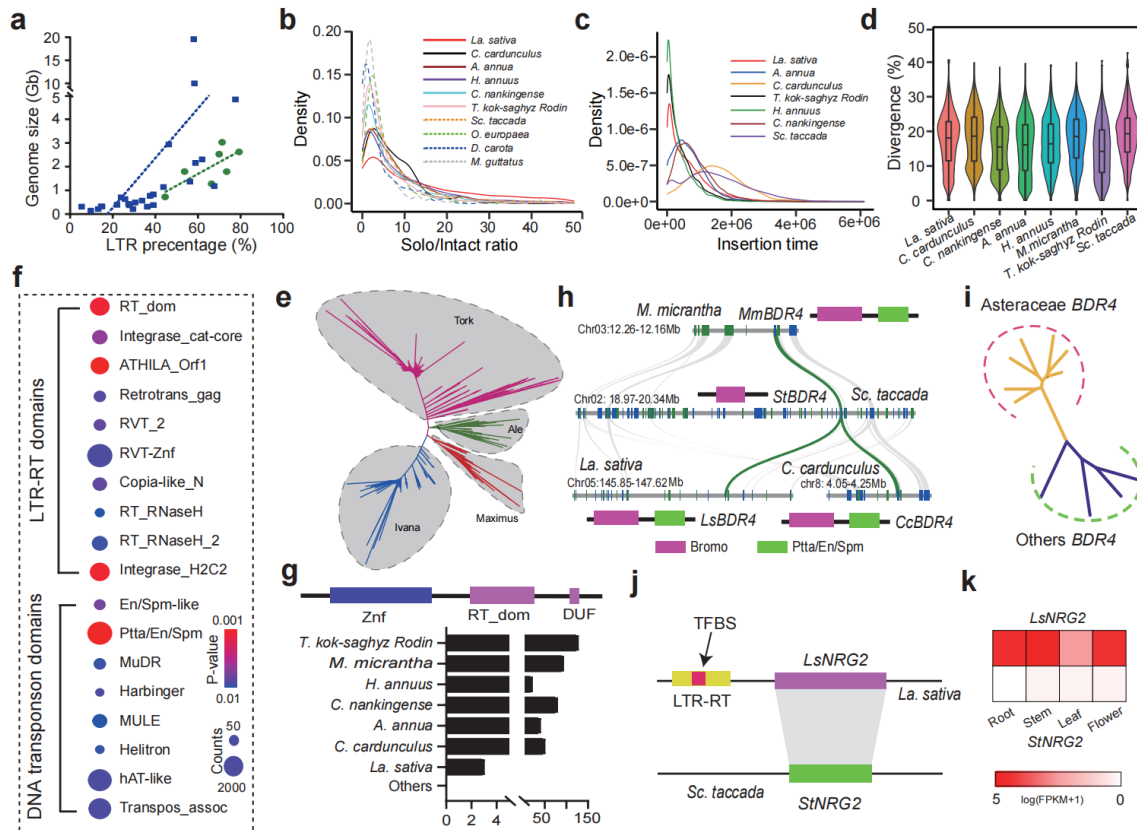 a
Genome size (Gb)
20
15
10
5
4
3
2
1
0
0 20 40 60 80 100
LTR precentage (%)
b
Density
0.20
0.15
0.10
0.05
0.00
0 10 20 30 40 50
Solo/Intact ratio
La. sativa
C. cardunculus
A. annua
H. annuus
C. nankingense
T. kok-saghyz Rodin
Sc. taccada
O. europaea
D. carota
M. guttatus
c
Density
2.0e-6
1.5e-6
1.0e-6
5.0e-7
0.0e+0
0e+00 2e+06 4e+06 6e+06
Insertion time
La. sativa
A. annua
C. cardunculus
T. kok-saghyz Rodin
H. annuus
C. nankingense
Sc. taccada
d
Divergence (%)
40
30
20
10
0
La. sativa
C. cardunculus
C. nankingense
A. annua
H. annuus
M.micrantha
T. kok-saghyz Rodin
Sc. taccada
f
LTR-RT domains
RT_dom
Integrase_cat-core
ATHILA_Orf1
Retrotrans_gag
RVT_2
RVT-Znf
Copia-like_N
RT_RNaseH
RT_RNaseH_2
Integrase_H2C2
DNA transposon domains
En/Spm-like
Ptta/En/Spm
MuDR
Harbinger
MULE
Helitron
hAT-like
Transpos_assoc
0.001
P-value
0.01
50
Counts
2000
e
Tork
Ale
Maximus
Ivana
h
M. micrantha
MmBDR4
Chr03:12.26-12.16Mb
StBDR4
Chr02: 18.97-20.34Mb
Sc. taccada
La. sativa
Chr05:145.85-147.62Mb
C. cardunculus
chr8: 4.05-4.25Mb
LsBDR4
CcBDR4
Bromo
Ptta/En/Spm
i
Asteraceae BDR4
Others BDR4
g
Znf
RT_dom
DUF
T. kok-saghyz Rodin
M. micrantha
H. annuus
C. nankingense
A. annua
C. cardunculus
La. sativa
Others
0 2 4 50 100 150
j
TFBS
LTR-RT
LsNRG2
La. sativa
Sc. taccada
StNRG2
k
LsNRG2
Root Stem Leaf Flower
StNRG2
5 log(FPKM+1) 0